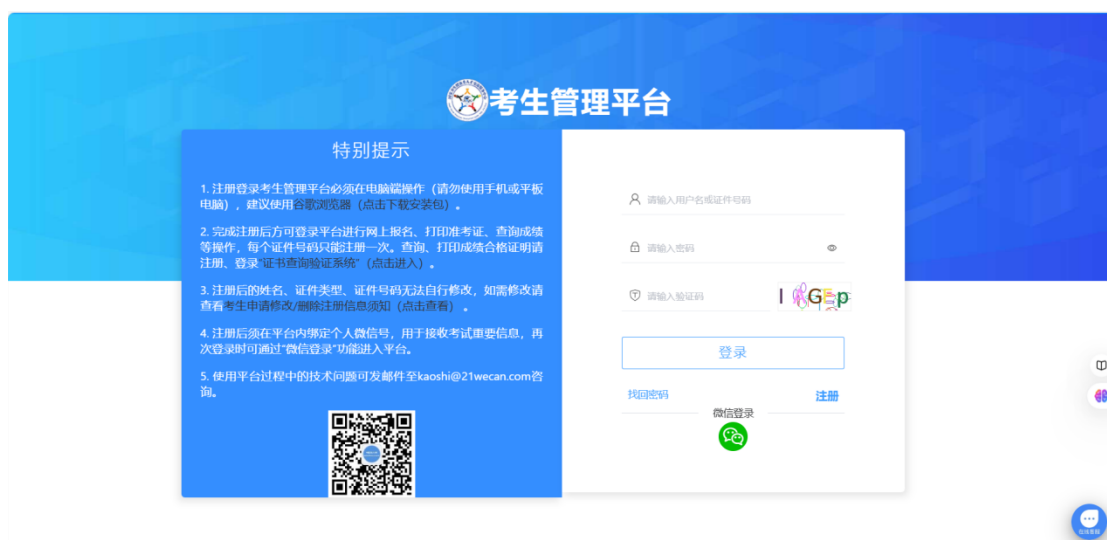 考生管理平台
特别提示
1. 注册登录考生管理平台必须在电脑端操作（请勿使用手机或平板
电脑），建议使用谷歌浏览器（点击下载安装包）。
2. 完成注册后方可登录平台进行网上报名、打印准考证、查询成绩
等操作，每个证件号码只能注册一次。查询、打印成绩合格证明请
注册、登录"证书查询验证系统"（点击进入）。
3. 注册后的姓名、证件类型、证件号码无法自行修改，如需修改请
查看考生申请修改/删除注册信息须知（点击查看）。
4. 注册后须在平台内绑定个人微信号，用于接收考试重要信息，再
次登录时可通过"微信登录"功能进入平台。
5. 使用平台过程中的技术问题可发邮件至kaoshi@21wecan.com咨
询。
请输入用户名或证件号码
请输入密码
请输入验证码
登录
找回密码
注册
微信登录
在线客服